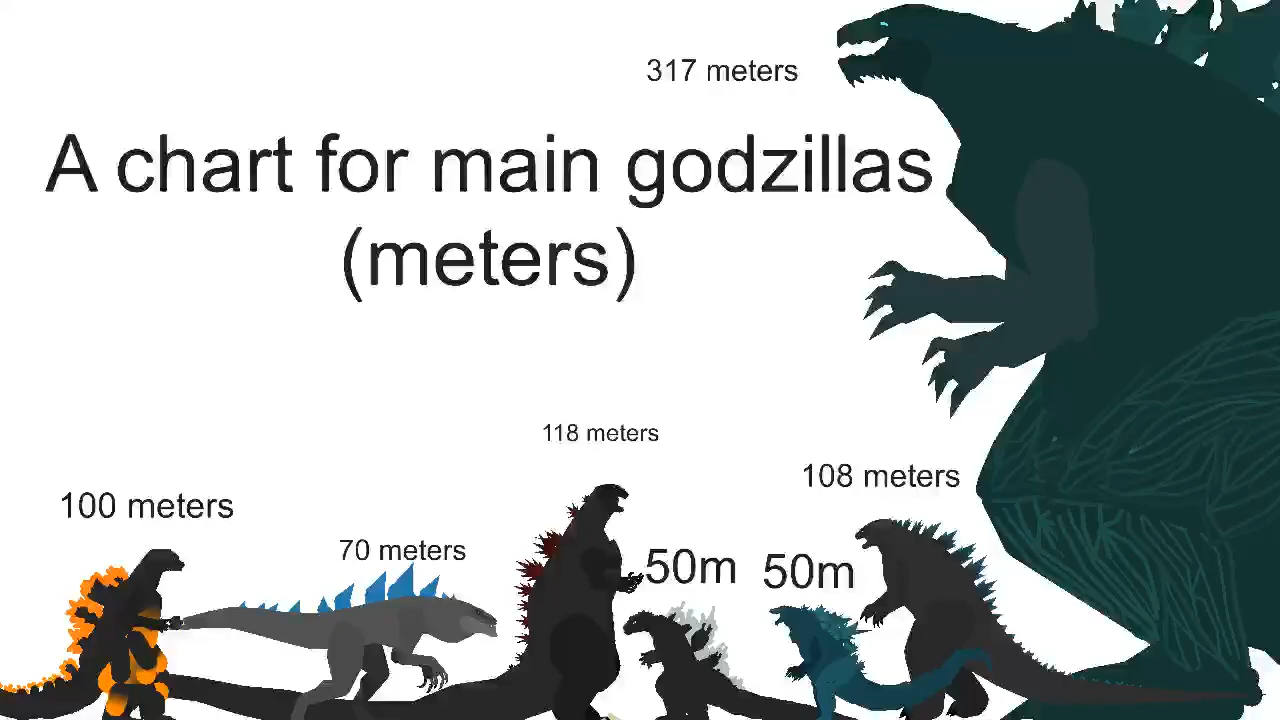 317 meters
A chart for main godzillas
(meters)
118 meters
108 meters
100 meters
70 meters
50m
50m